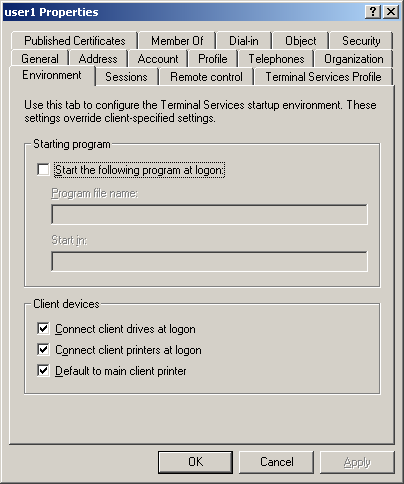 user1 Properties
Published Certificates Member Of Dial-in Object Security
General Address Account Profile Telephones Organization
Environment Sessions Remote control Terminal Services Profile
Use this tab to configure the Terminal Services startup environment. These
settings override client-specified settings.
Starting program
Start the following program at logon:
Program file name:
Start in:
Client devices
Connect client drives at logon
Connect client printers at logon
Default to main client printer
OK Cancel Apply